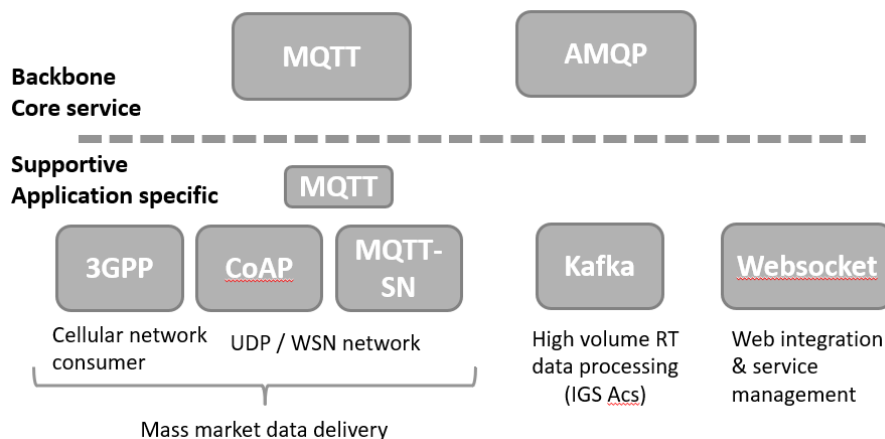 MQTT
AMQP
Backbone
Core service
Supportive
Application specific
MQTT
3GPP
CoAP
MQTT-
SN
Kafka
Websocket
Cellular network
consumer
UDP / WSN network
High volume RT
data processing
(IGS Acs)
Web integration
& service
management
Mass market data delivery